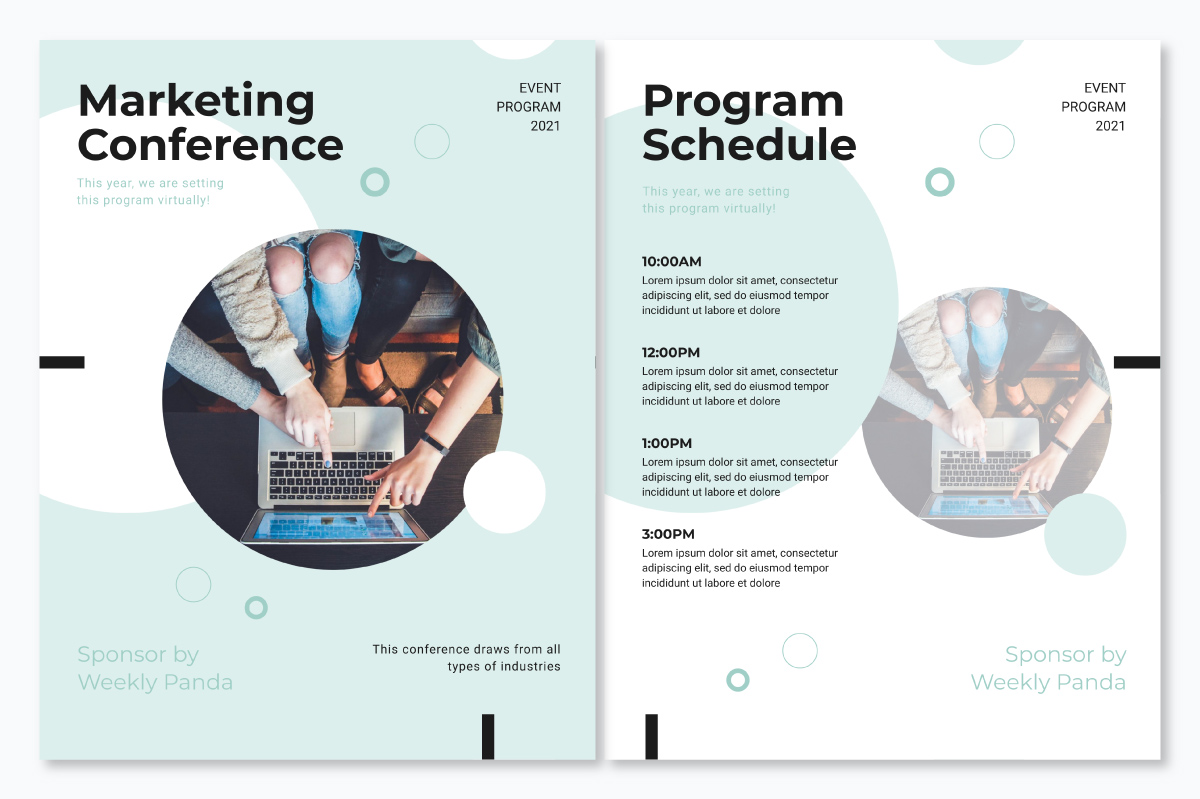 Marketing
Conference
EVENT
PROGRAM
2021
This year, we are setting
this program virtually!
Sponsor by
Weekly Panda
This conference draws from all
types of industries
Program
Schedule
EVENT
PROGRAM
2021
This year, we are setting
this program virtually!
10:00AM
Lorem ipsum dolor sit amet, consectetur
adipiscing elit, sed do eiusmod tempor
incididunt ut labore et dolore
12:00PM
Lorem ipsum dolor sit amet, consectetur
adipiscing elit, sed do eiusmod tempor
incididunt ut labore et dolore
1:00PM
Lorem ipsum dolor sit amet, consectetur
adipiscing elit, sed do eiusmod tempor
incididunt ut labore et dolore
3:00PM
Lorem ipsum dolor sit amet, consectetur
adipiscing elit, sed do eiusmod tempor
incididunt ut labore et dolore
Sponsor by
Weekly Panda